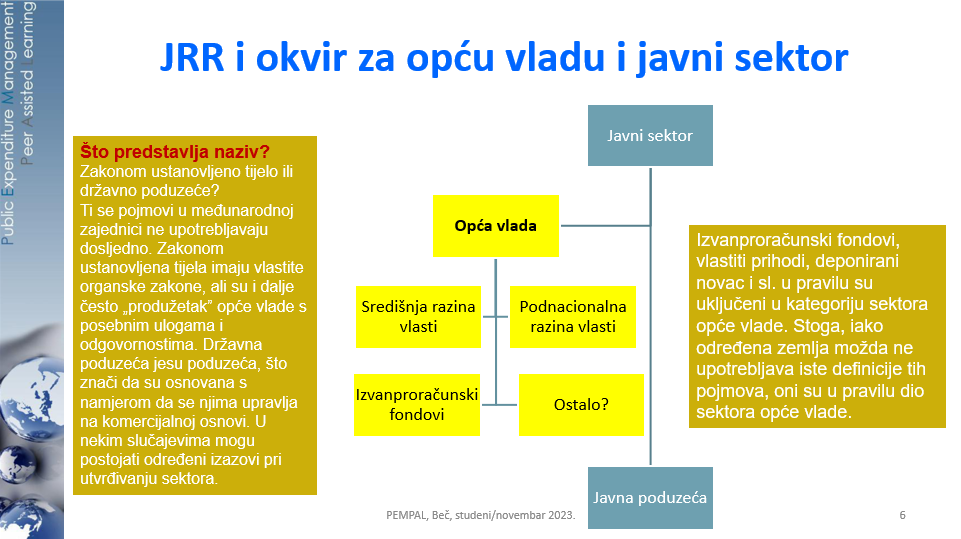 Public Expenditure Management
Peer Assisted Learning
JRR i okvir za opću vladu i javni sektor
Što predstavlja naziv?
Zakonom ustanovljeno tijelo ili
državno poduzeće?
Ti se pojmovi u međunarodnoj
zajednici ne upotrebljavaju
dosljedno. Zakonom
ustanovljena tijela imaju vlastite
organske zakone, ali su i dalje
često „produžetak” opće vlade s
posebnim ulogama i
odgovornostima. Državna
poduzeća jesu poduzeća, što
znači da su osnovana s
namjerom da se njima upravlja
na komercijalnoj osnovi. U
nekim slučajevima mogu
postojati određeni izazovi pri
utvrđivanju sektora.
Javni sektor
Opća vlada
Središnja razina
vlasti
Podnacionalna
razina vlasti
Izvanproračunski
fondovi
Ostalo?
Javna poduzeća
Izvanproračunski fondovi,
vlastiti prihodi, deponirani
novac i sl. u pravilu su
uključeni u kategoriju sektora
opće vlade. Stoga, iako
određena zemlja možda ne
upotrebljava iste definicije tih
pojmova, oni su u pravilu dio
sektora opće vlade.
PEMPAL, Beč, studeni/novembar 2023.
6